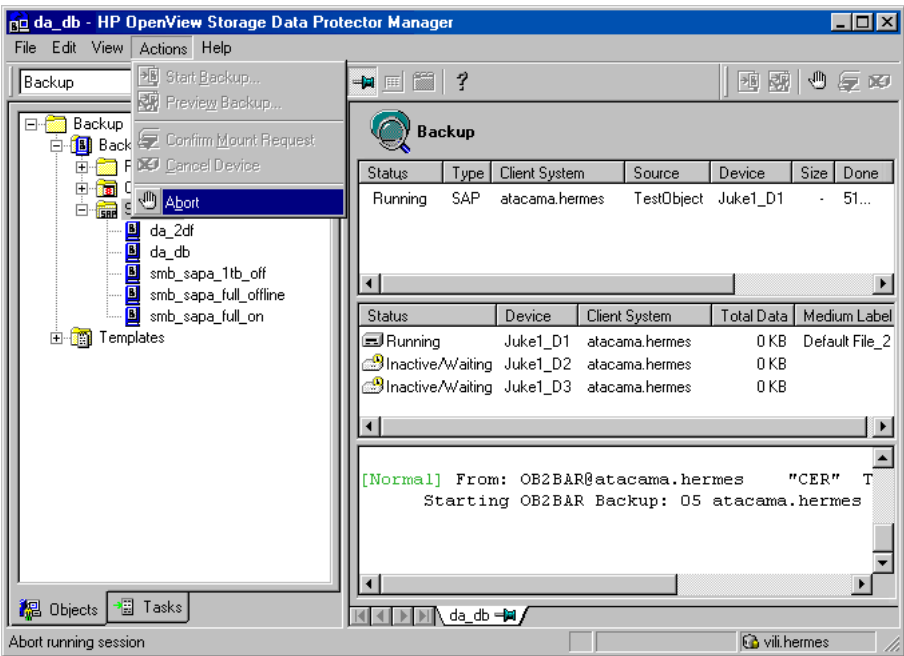 da_db - HP OpenView Storage Data Protector Manager
File Edit View Actions Help
Backup
Start Backup...
Preview Backup...
Confirm Mount Request
Cancel Device
Abort
Backup
Back
S
da_2df
da_db
smb_sapa_1tb_off
smb_sapa_full_offline
smb_sapa_full_on
Templates
Objects Tasks
Backup
Status Type Client System Source Device Size Done
Running SAP atacama.hermes TestObject Juke1_D1 - 51...
Status Device Client System Total Data Medium Label
Running Juke1_D1 atacama.hermes 0 KB Default File_2
Inactive/Waiting Juke1_D2 atacama.hermes 0 KB
Inactive/Waiting Juke1_D3 atacama.hermes 0 KB
[Normal] From: OB2BAR@atacama.hermes "CER" T
Starting OB2BAR Backup: O5 atacama.hermes
da_db
Abort running session
vili.hermes